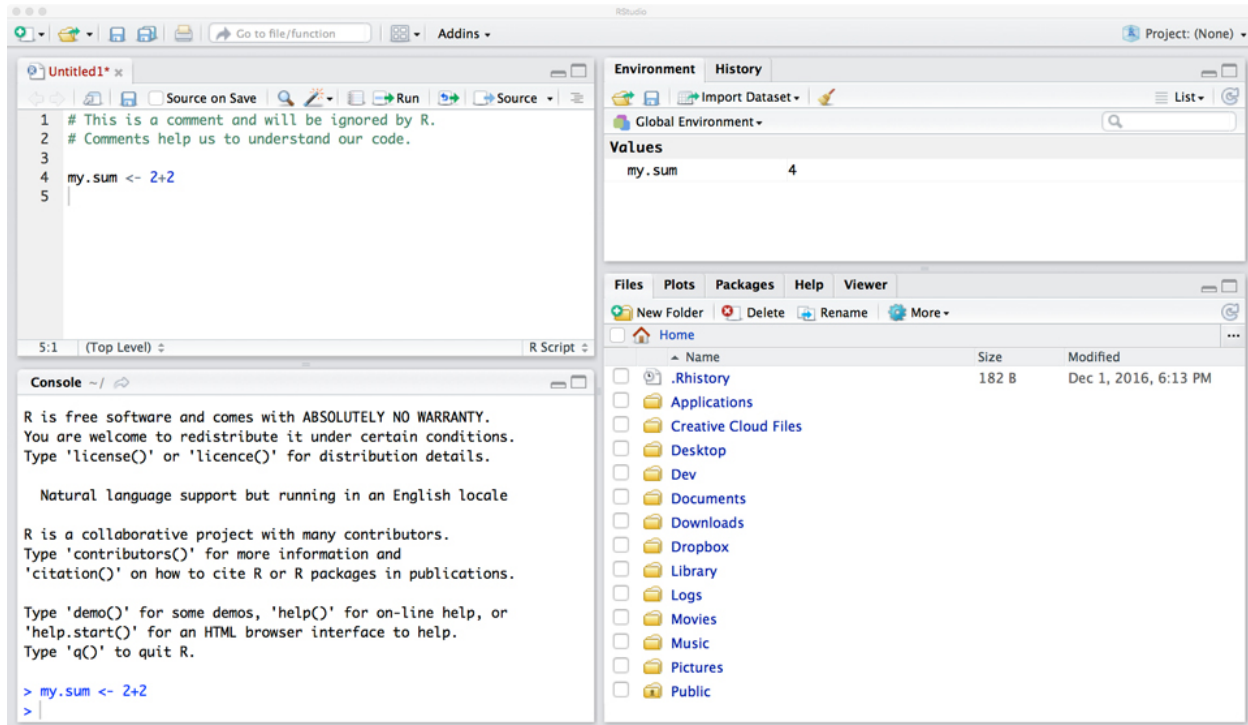 RStudio
Go to file/function Addins Project: (None)
Untitled1*
Source on Save Run Source
1 # This is a comment and will be ignored by R.
2 # Comments help us to understand our code.
3
4 my.sum <- 2+2
5
5:1 (Top Level) R Script
Console ~/
R is free software and comes with ABSOLUTELY NO WARRANTY.
You are welcome to redistribute it under certain conditions.
Type 'license()' or 'licence()' for distribution details.
Natural language support but running in an English locale
R is a collaborative project with many contributors.
Type 'contributors()' for more information and
'citation()' on how to cite R or R packages in publications.
Type 'demo()' for some demos, 'help()' for on-line help, or
'help.start()' for an HTML browser interface to help.
Type 'q()' to quit R.
> my.sum <- 2+2
>
Environment History
Import Dataset List
Global Environment
Values
my.sum 4
Files Plots Packages Help Viewer
New Folder Delete Rename More
Home ...
Name Size Modified
.Rhistory 182 B Dec 1, 2016, 6:13 PM
Applications
Creative Cloud Files
Desktop
Dev
Documents
Downloads
Dropbox
Library
Logs
Movies
Music
Pictures
Public